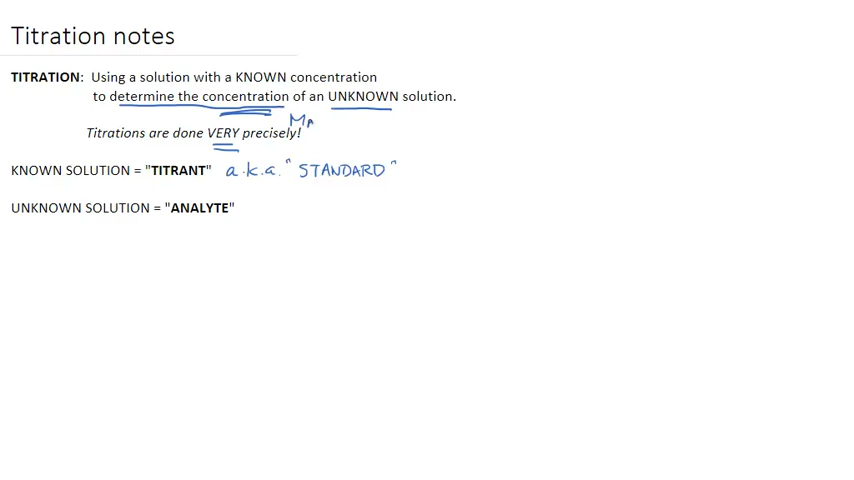 Titration notes
TITRATION: Using a solution with a KNOWN concentration
to determine the concentration of an UNKNOWN solution.
Titrations are done VERY precisely!
KNOWN SOLUTION = "TITRANT" a.k.a. "STANDARD"
UNKNOWN SOLUTION = "ANALYTE"